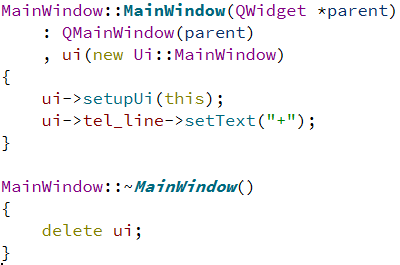 MainWindow::MainWindow(QWidget *parent)
    : QMainWindow(parent)
    , ui(new Ui::MainWindow)
{
    ui->setupUi(this);
    ui->tel_line->setText("+");
}

MainWindow::~MainWindow()
{
    delete ui;
}